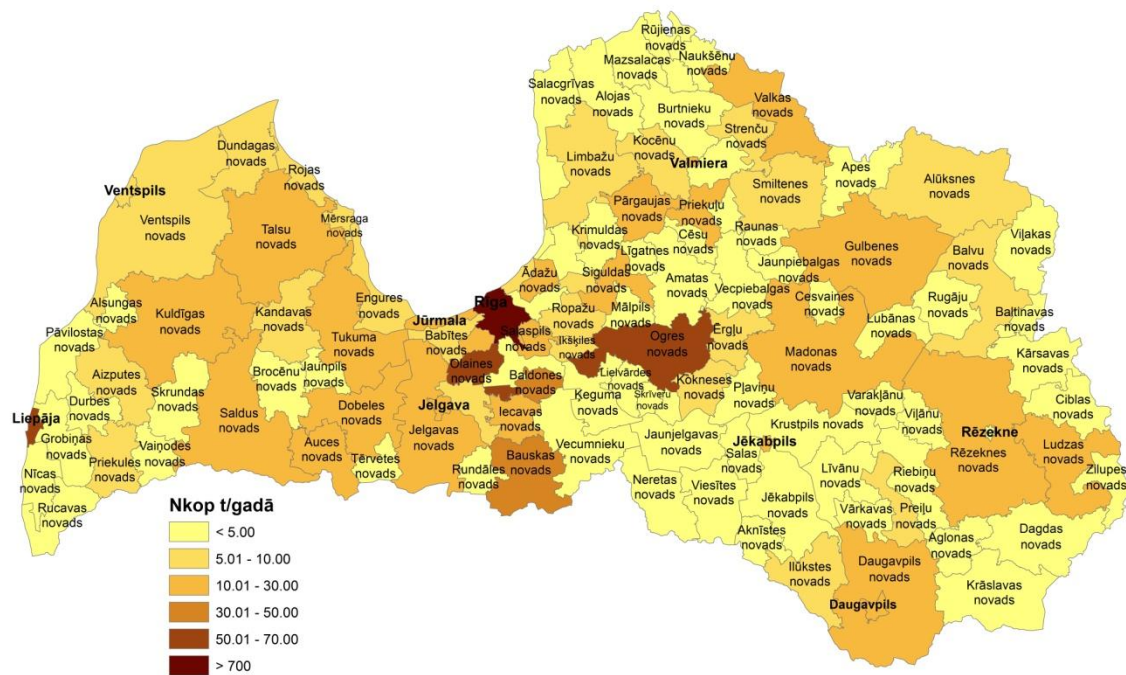 Rūjienas
novads
Naukšēnu
novads
Mazsalacas
novads
Salacgrīvas
novads
Alojas
novads
Burtnieku
novads
Valkas
novads
Strenču
novads
Dundagas
novads
Kocēnu
novads
Limbažu
novads
Valmiera
Rojas
novads
Ventspils
Apes
novads
Alūksnes
novads
Smiltenes
novads
Pārgaujas
novads
Priekuļu
novads
Ventspils
novads
Mērsraga
novads
Talsu
novads
Krimuldas
novads
Cēsu
novads
Raunas
novads
Gulbenes
novads
Viļakas
novads
Balvu
novads
Līgatnes
novads
Jaunpiebalgas
novads
Ādažu
novads
Siguldas
novads
Amatas
novads
Vecpiebalgas
novads
Cesvaines
novads
Rugāju
novads
Alsungas
novads
Engures
novads
Rīga
Kandavas
novads
Kuldīgas
novads
Ropažu
novads
Mālpils
novads
Lubānas
novads
Baltinavas
novads
Pāvilostas
novads
Jūrmala
Babītes
novads
Salaspils
novads
Ikšķiles
novads
Ogres
novads
Ērgļu
novads
Tukuma
novads
Madonas
novads
Kārsavas
novads
Aizputes
novads
Skrundas
novads
Brocēnu
novads
Jaunpils
novads
Olaines
novads
Baldones
novads
Lielvārdes
novads
Kokneses
novads
Pļaviņu
novads
Ciblas
novads
Durbes
novads
Ķeguma
novads
Skrīveru
novads
Varakļānu
novads
Viļānu
novads
Liepāja
Saldus
novads
Dobeles
novads
Jelgava
Iecavas
novads
Krustpils
novads
Rēzekne
Grobiņas
novads
Vaiņodes
novads
Auces
novads
Jelgavas
novads
Vecumnieku
novads
Jaunjelgavas
novads
Jēkabpils
Rēzeknes
novads
Ludzas
novads
Priekules
novads
Tērvetes
novads
Rundāles
novads
Bauskas
novads
Salas
novads
Līvānu
novads
Riebiņu
novads
Zilupes
novads
Nīcas
novads
Neretas
novads
Viesītes
novads
Jēkabpils
novads
Vārkavas
novads
Preiļu
novads
Rucavas
novads
Aknīstes
novads
Aglonas
novads
Dagdas
novads
Ilūkstes
novads
Daugavpils
novads
Krāslavas
novads
Daugavpils
Nkop t/gadā
< 5.00
5.01 - 10.00
10.01 - 30.00
30.01 - 50.00
50.01 - 70.00
> 700